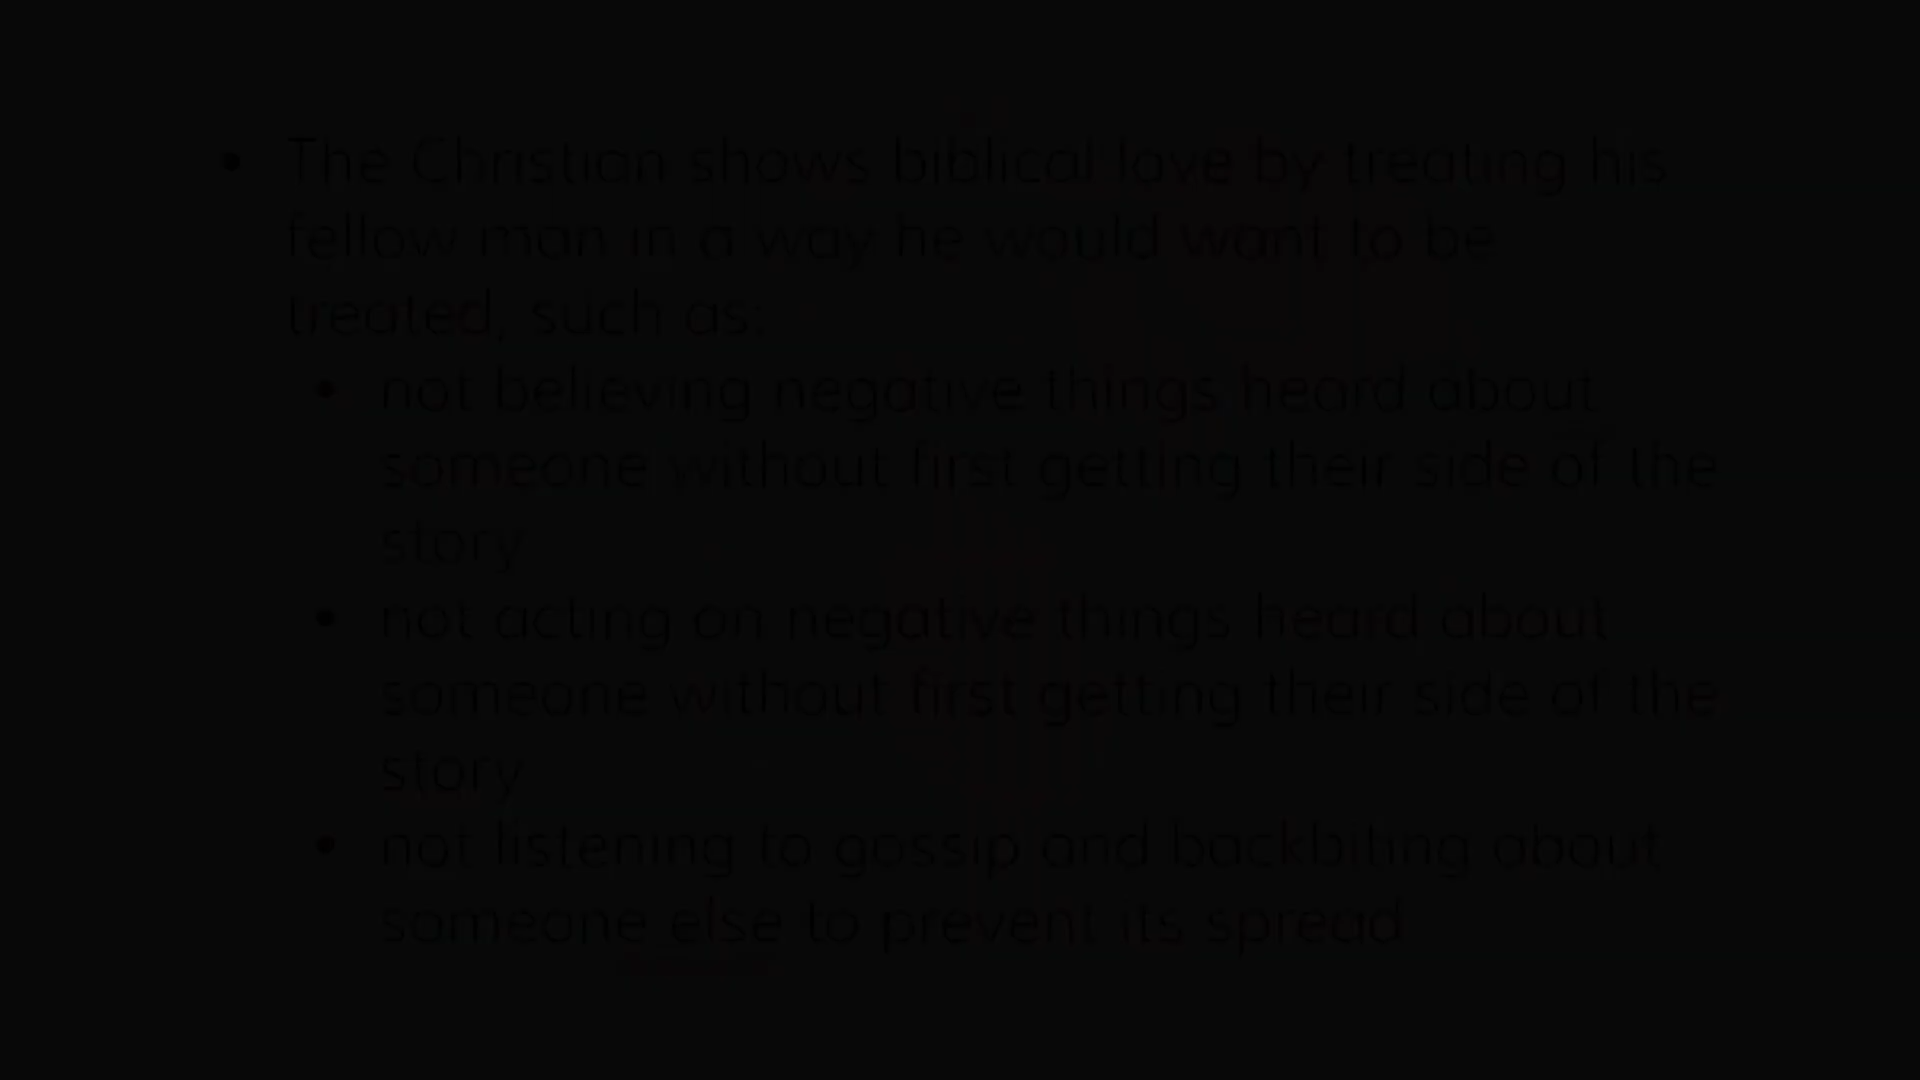 • The Christian shows biblical love by treating his
fellow man in a way he would want to be
treated, such as:
• not believing negative things heard about
someone without first getting their side of the
story
• not acting on negative things heard about
someone without first getting their side of the
story
• not listening to gossip and backbiting about
someone else to prevent its spread